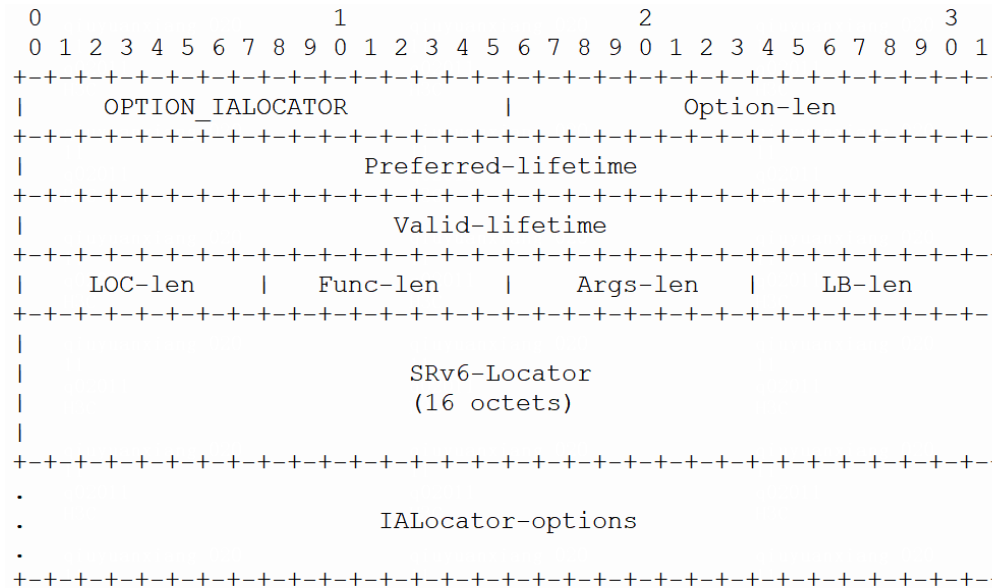 0                   1                   2                   3
 0 1 2 3 4 5 6 7 8 9 0 1 2 3 4 5 6 7 8 9 0 1 2 3 4 5 6 7 8 9 0 1
+-+-+-+-+-+-+-+-+-+-+-+-+-+-+-+-+-+-+-+-+-+-+-+-+-+-+-+-+-+-+-+-
|     OPTION_IALOCATOR          |           Option-len
+-+-+-+-+-+-+-+-+-+-+-+-+-+-+-+-+-+-+-+-+-+-+-+-+-+-+-+-+-+-+-+-
|                      Preferred-lifetime
+-+-+-+-+-+-+-+-+-+-+-+-+-+-+-+-+-+-+-+-+-+-+-+-+-+-+-+-+-+-+-+-
|                        Valid-lifetime
+-+-+-+-+-+-+-+-+-+-+-+-+-+-+-+-+-+-+-+-+-+-+-+-+-+-+-+-+-+-+-+-
|    LOC-len    |   Func-len    |    Args-len   |    LB-len
+-+-+-+-+-+-+-+-+-+-+-+-+-+-+-+-+-+-+-+-+-+-+-+-+-+-+-+-+-+-+-+-
|
|                         SRv6-Locator
|                         (16 octets)
|
+-+-+-+-+-+-+-+-+-+-+-+-+-+-+-+-+-+-+-+-+-+-+-+-+-+-+-+-+-+-+-+-
.
.                       IALocator-options
.
+-+-+-+-+-+-+-+-+-+-+-+-+-+-+-+-+-+-+-+-+-+-+-+-+-+-+-+-+-+-+-+-